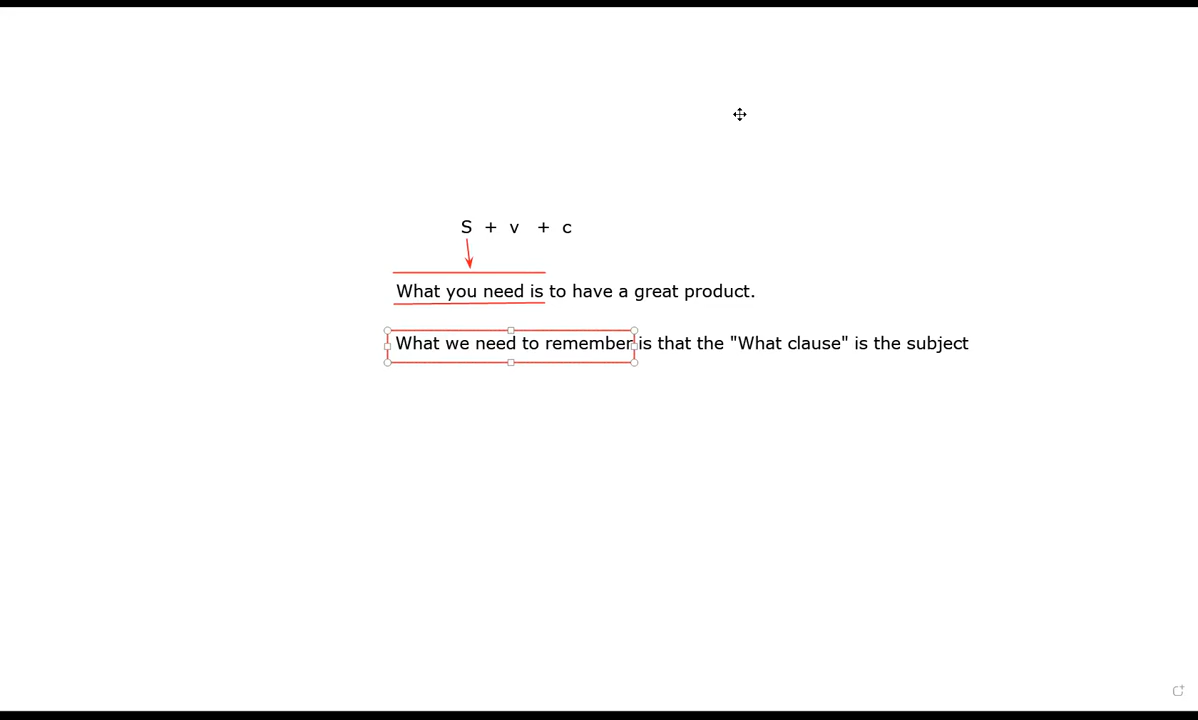 S + v + c
What you need is to have a great product.
What we need to remember is that the "What clause" is the subject